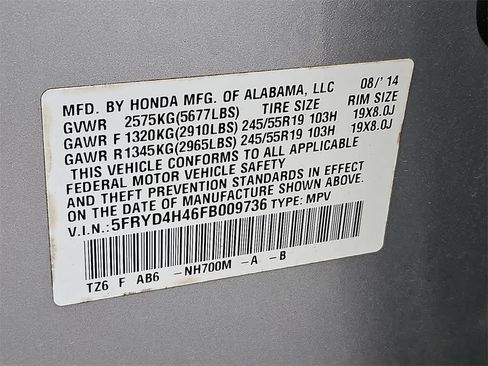 MFD. BY HONDA MFG. OF ALABAMA, LLC 08/'14
GVWR 2575KG(5677LBS) TIRE SIZE RIM SIZE
GAWR F 1320KG(2910LBS) 245/55R19 103H 19X8.0J
GAWR R 1345KG(2965LBS) 245/55R19 103H 19X8.0J
THIS VEHICLE CONFORMS TO ALL APPLICABLE
FEDERAL MOTOR VEHICLE SAFETY
AND THEFT PREVENTION STANDARDS IN EFFECT
ON THE DATE OF MANUFACTURE SHOWN ABOVE.
V.I.N.:5FRYD4H46FB009736 TYPE: MPV
TZ6 F AB6 -NH700M -A -B